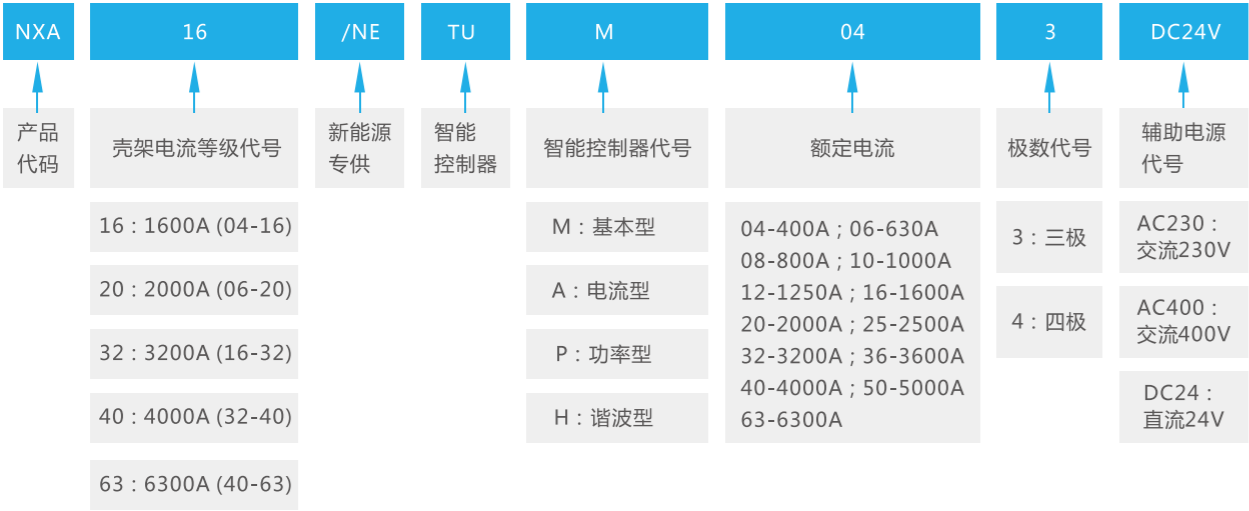 NXA
16
/NE
TU
M
04
3
DC24V
产品
代码
壳架电流等级代号
新能源
专供
智能
控制器
智能控制器代号
额定电流
极数代号
辅助电源
代号
16：1600A (04-16)
20：2000A (06-20)
32：3200A (16-32)
40：4000A (32-40)
63：6300A (40-63)
M：基本型
A：电流型
P：功率型
H：谐波型
04-400A；06-630A
08-800A；10-1000A
12-1250A；16-1600A
20-2000A；25-2500A
32-3200A；36-3600A
40-4000A；50-5000A
63-6300A
3：三极
4：四极
AC230：
交流230V
AC400：
交流400V
DC24：
直流24V